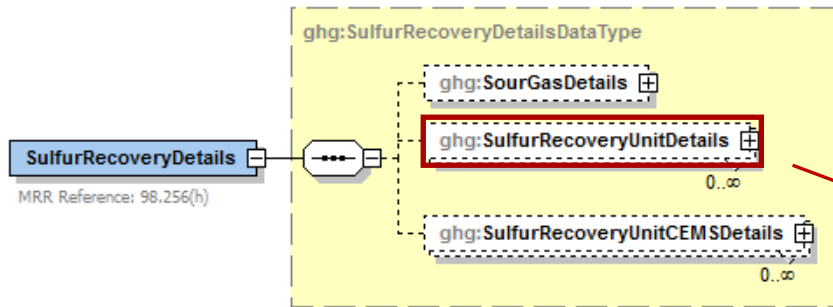 ghg:SulfurRecoveryDetailsDataType
ghg:SourGasDetails
ghg:SulfurRecoveryUnitDetails
0..∞
SulfurRecoveryDetails
MRR Reference: 98.256(h)
ghg:SulfurRecoveryUnitCEMSDetails
0..∞